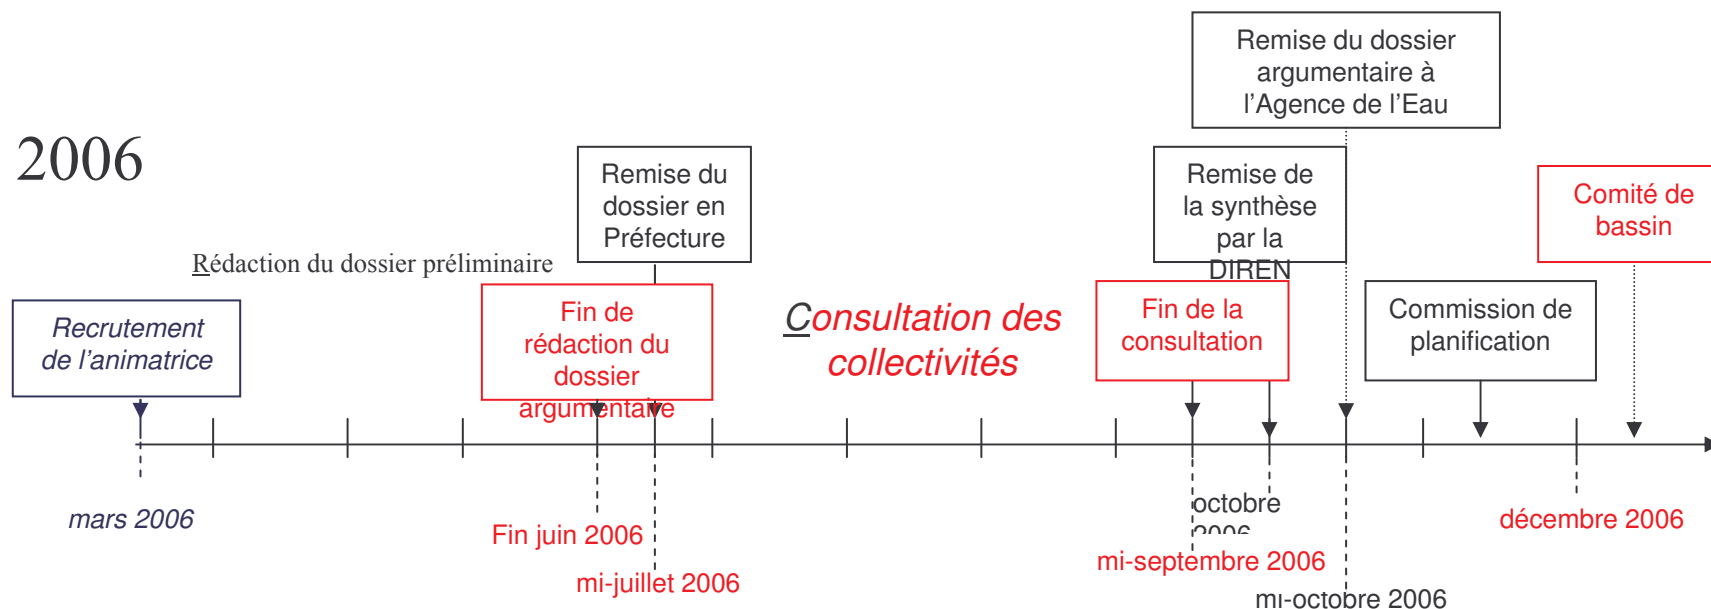 Remise du dossier
argumentaire à
l'Agence de l'Eau
2006
Remise du
dossier en
Préfecture
Remise de
la synthèse
par la
DIREN
Comité de
bassin
Rédaction du dossier préliminaire
Recrutement
de l'animatrice
Fin de
rédaction du
dossier
argumentaire
Consultation des
collectivités
Fin de la
consultation
Commission de
planification
mars 2006
Fin juin 2006
mi-juillet 2006
octobre
2006
mi-septembre 2006
mi-octobre 2006
décembre 2006